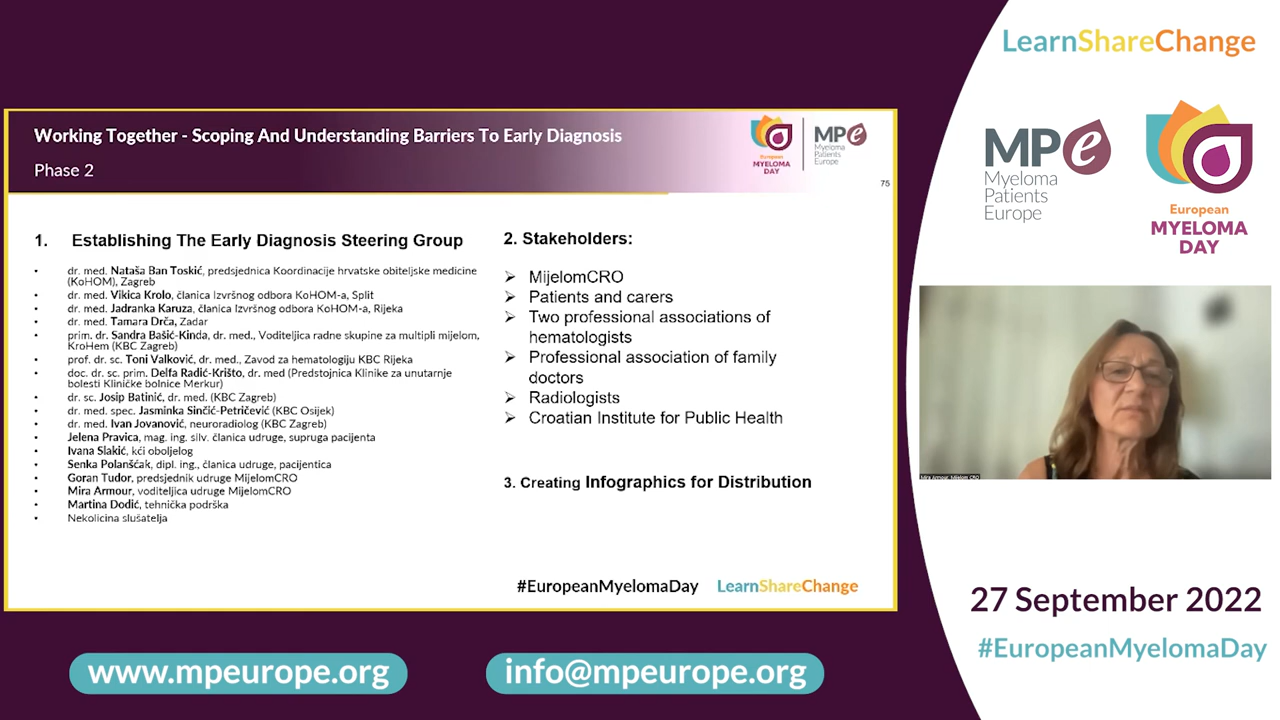 LearnShareChange
MPe
Myeloma
Patients
Europe
European
MYELOMA
DAY
Working Together - Scoping And Understanding Barriers To Early Diagnosis
Phase 2
European
MYELOMA
DAY
MPe
Myeloma
Patients
Europe
75
1. Establishing The Early Diagnosis Steering Group
• dr. med. Nataša Ban Toskić, predsjednica Koordinacije hrvatske obiteljske medicine
(KoHOM), Zagreb
• dr. med. Vikica Krolo, članica Izvršnog odbora KoHOM-a, Split
• dr. med. Jadranka Karuza, članica Izvršnog odbora KoHOM-a, Rijeka
• dr. med. Tamara Drča, Zadar
• prim. dr. Sandra Bašić-Kinda, dr. med., Voditeljica radne skupine za multipli mijelom,
KroHem (KBC Zagreb)
• prof. dr. sc. Toni Valković, dr. med., Zavod za hematologiju KBC Rijeka
• doc. dr. sc. prim. Delfa Radić-Krišto, dr. med (Predstojnica Klinike za unutarnje
bolesti Kliničke bolnice Merkur)
• dr. sc. Josip Batinić, dr. med. (KBC Zagreb)
• dr. med. spec. Jasminka Sinčić-Petričević (KBC Osijek)
• dr. med. Ivan Jovanović, neuroradiolog (KBC Zagreb)
• Jelena Pravica, mag. ing. silv. članica udruge, supruga pacijenta
• Ivana Slakić, kći oboljelog
• Senka Polanšćak, dipl. ing., članica udruge, pacijentica
• Goran Tudor, predsjednik udruge MijelomCRO
• Mira Armour, voditeljica udruge MijelomCRO
• Martina Dodić, tehnička podrška
• Nekolicina slušatelja
2. Stakeholders:
➢ MijelomCRO
➢ Patients and carers
➢ Two professional associations of
hematologists
➢ Professional association of family
doctors
➢ Radiologists
➢ Croatian Institute for Public Health
3. Creating Infographics for Distribution
#EuropeanMyelomaDay LearnShareChange
Mira Armour, Mijelom CRO
27 September 2022
#EuropeanMyelomaDay
www.mpeurope.org
info@mpeurope.org